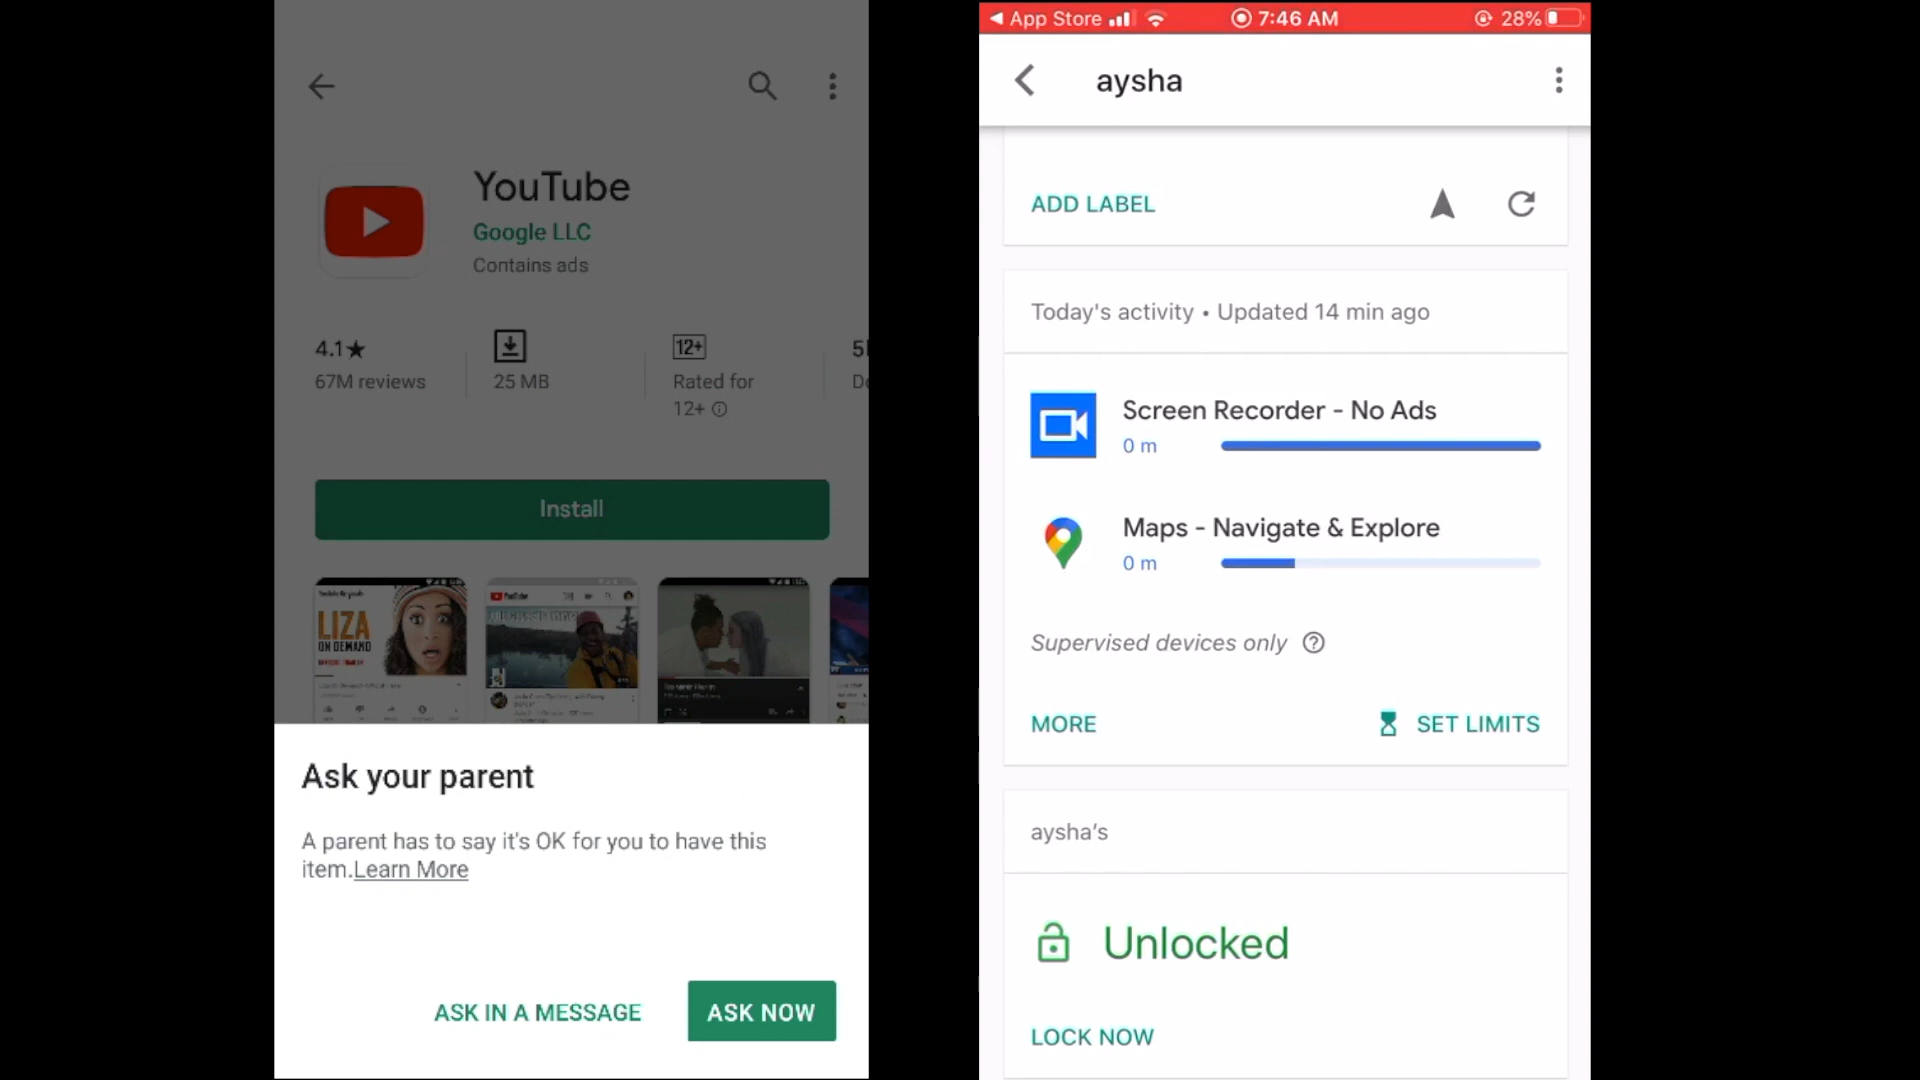 YouTube
Google LLC
Contains ads
4.1★
67M reviews
25 MB
12+
Rated for
12+
Install
LIZA
ON DEMAND
YouTube
Ask your parent
A parent has to say it's OK for you to have this
item.Learn More
ASK IN A MESSAGE
ASK NOW
App Store
7:46 AM
28%
aysha
ADD LABEL
Today's activity • Updated 14 min ago
Screen Recorder - No Ads
0 m
Maps - Navigate & Explore
0 m
Supervised devices only
MORE
SET LIMITS
aysha's
Unlocked
LOCK NOW